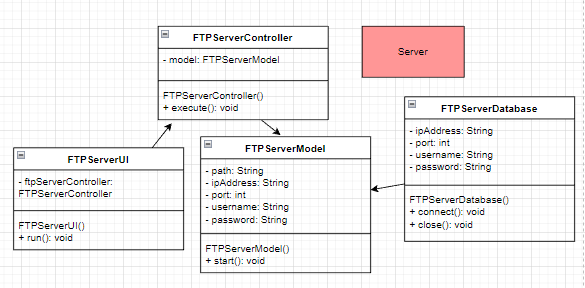 FTPServerController
- model: FTPServerModel
FTPServerController()
+ execute(): void
Server
FTPServerDatabase
- ipAddress: String
- port: int
- username: String
- password: String
FTPServerDatabase()
+ connect(): void
+ close(): void
FTPServerUI
- ftpServerController:
FTPServerController
FTPServerUI()
+ run(): void
FTPServerModel
- path: String
- ipAddress: String
- port: int
- username: String
- password: String
FTPServerModel()
+ start(): void